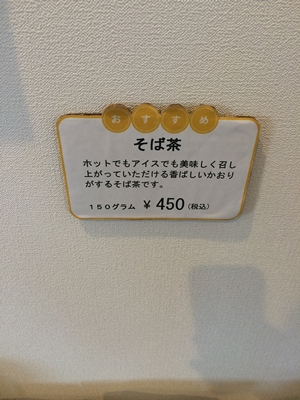 おすすめ
そば茶
ホットでもアイスでも美味しく召し
上がっていただける香ばしいかおり
がするそば茶です。
150グラム ¥450(税込)